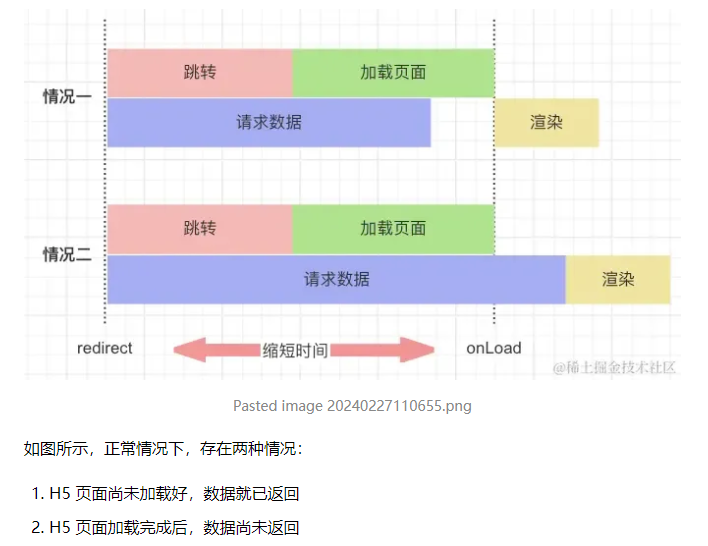 跳转 加载页面
情况一
请求数据 渲染
跳转 加载页面
情况二
请求数据 渲染
redirect 缩短时间 onLoad
@稀土掘金技术社区
Pasted image 20240227110655.png
如图所示，正常情况下，存在两种情况：
1. H5 页面尚未加载好，数据就已返回
2. H5 页面加载完成后，数据尚未返回